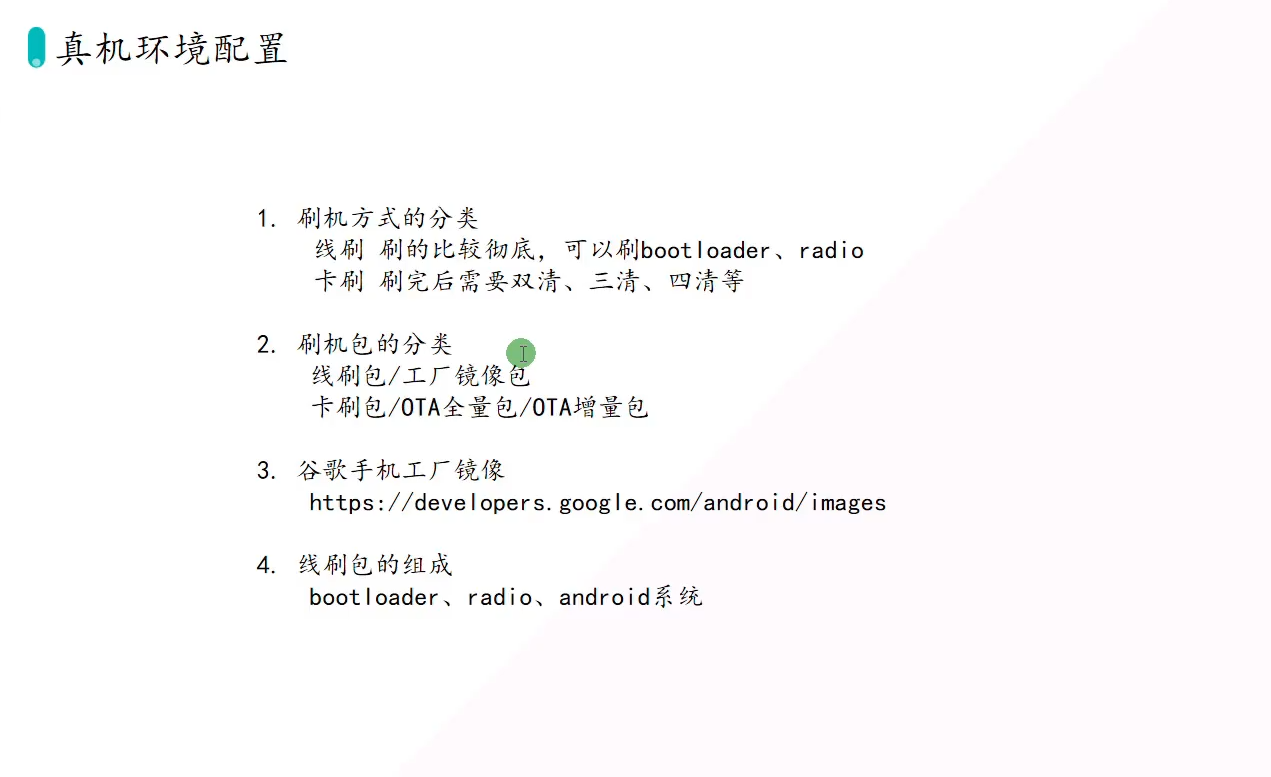 真机环境配置
1. 刷机方式的分类
线刷 刷的比较彻底，可以刷bootloader、radio
卡刷 刷完后需要双清、三清、四清等
2. 刷机包的分类
线刷包/工厂镜像包
卡刷包/OTA全量包/OTA增量包
3. 谷歌手机工厂镜像
https://developers.google.com/android/images
4. 线刷包的组成
bootloader、radio、android系统